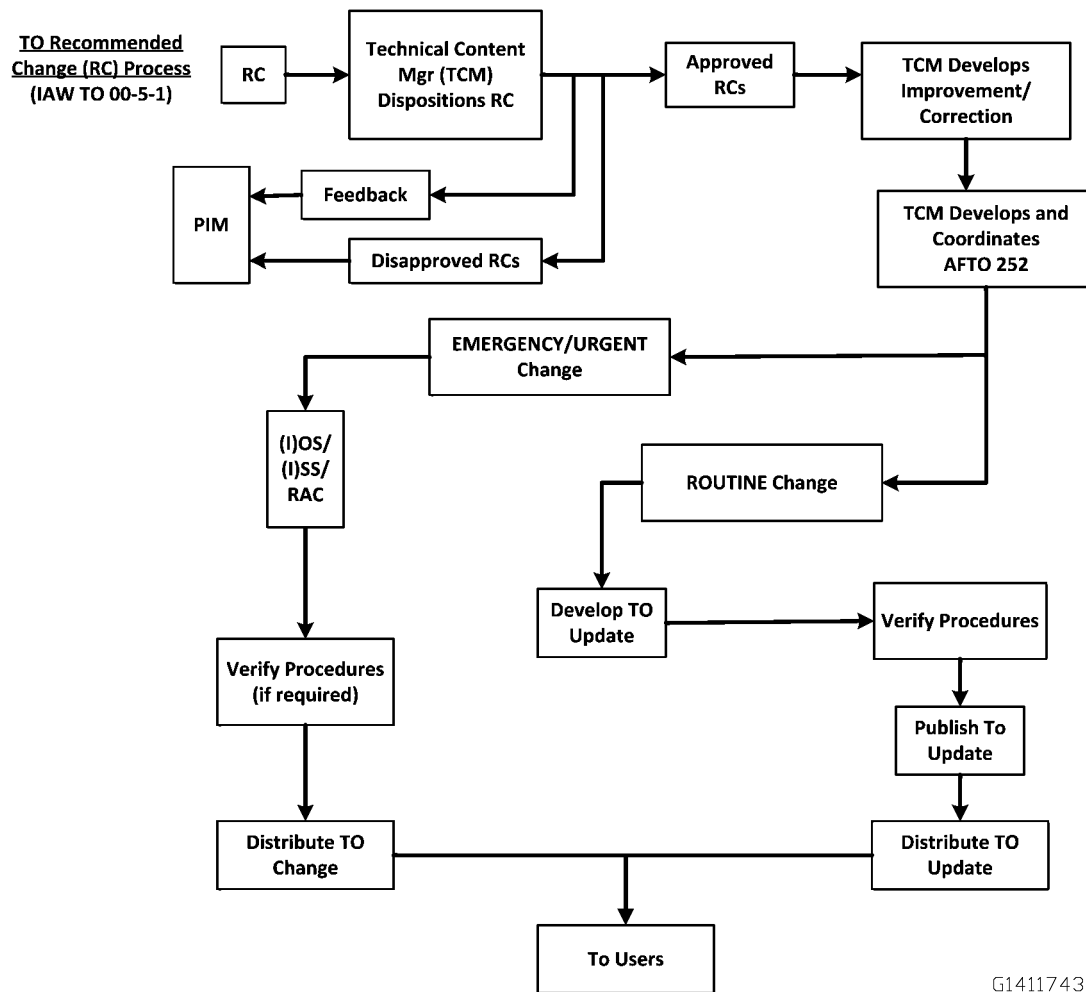 TO Recommended
Change (RC) Process
(IAW TO 00-5-1)
RC
Technical Content
Mgr (TCM)
Dispositions RC
Approved
RCs
TCM Develops
Improvement/
Correction
PIM
Feedback
Disapproved RCs
TCM Develops and
Coordinates
AFTO 252
EMERGENCY/URGENT
Change
(I)OS/
(I)SS/
RAC
ROUTINE Change
Develop TO
Update
Verify Procedures
Verify Procedures
(if required)
Publish To
Update
Distribute TO
Change
Distribute TO
Update
To Users
G1411743